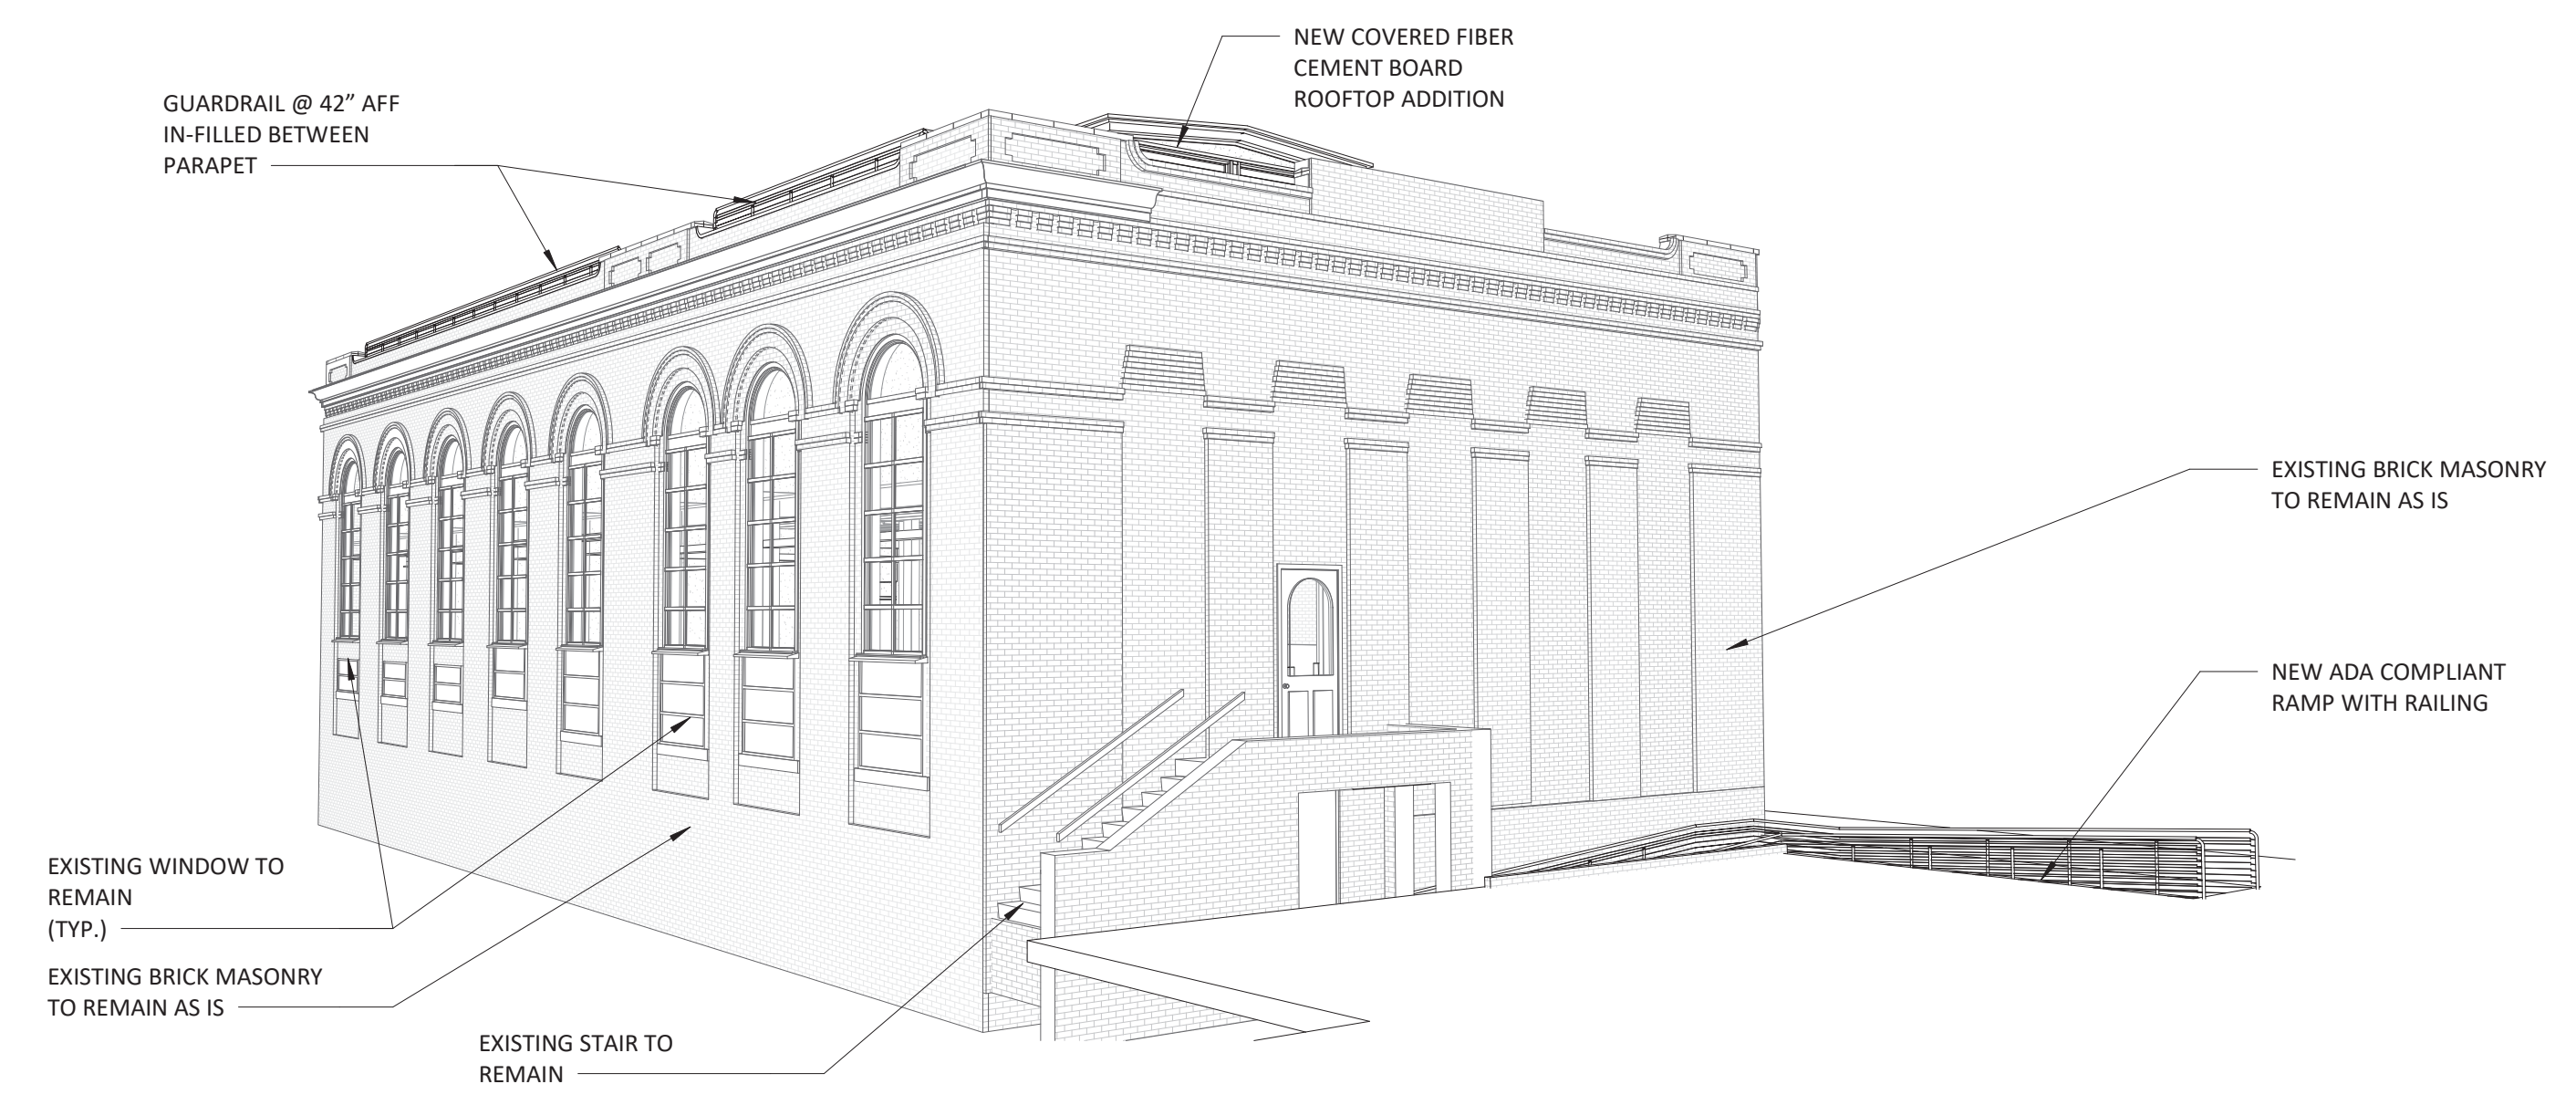 NEW COVERED FIBER
CEMENT BOARD
ROOFTOP ADDITION
GUARDRAIL @ 42” AFF
IN-FILLED BETWEEN
PARAPET
EXISTING BRICK MASONRY
TO REMAIN AS IS
NEW ADA COMPLIANT
RAMP WITH RAILING
EXISTING WINDOW TO
REMAIN
(TYP.)
EXISTING BRICK MASONRY
TO REMAIN AS IS
EXISTING STAIR TO
REMAIN